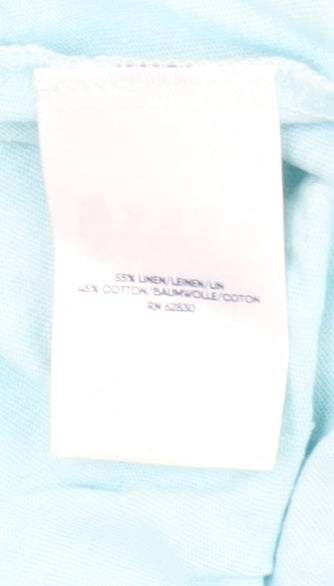 55% LINEN/LEINEN/LIN
45% COTTON/BAUMWOLLE/COTON
RN 62830